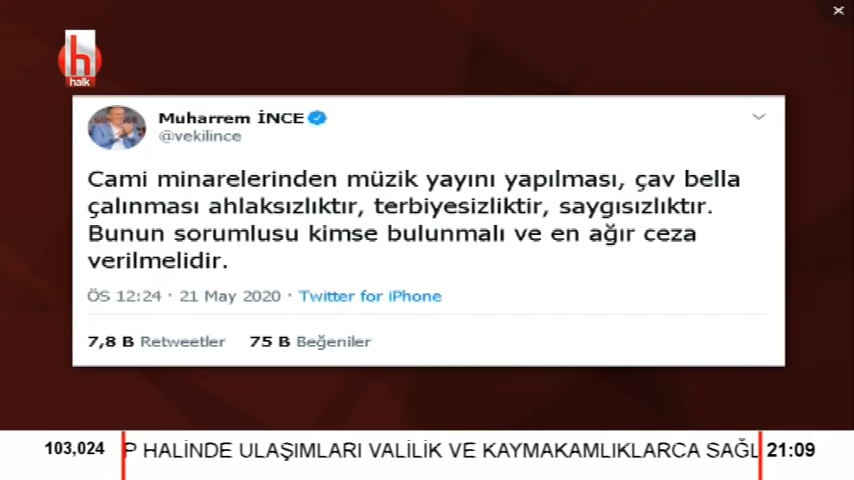 h
halk
Muharrem İNCE
@vekilince
Cami minarelerinden müzik yayını yapılması, çav bella
çalınması ahlaksızlıktır, terbiyesizliktir, saygısızlıktır.
Bunun sorumlusu kimse bulunmalı ve en ağır ceza
verilmelidir.
ÖS 12:24 · 21 May 2020 · Twitter for iPhone
7,8 B Retweetler 75 B Beğeniler
103,024 P HALİNDE ULAŞIMLARI VALİLİK VE KAYMAKAMLIKLARCA SAĞL 21:09